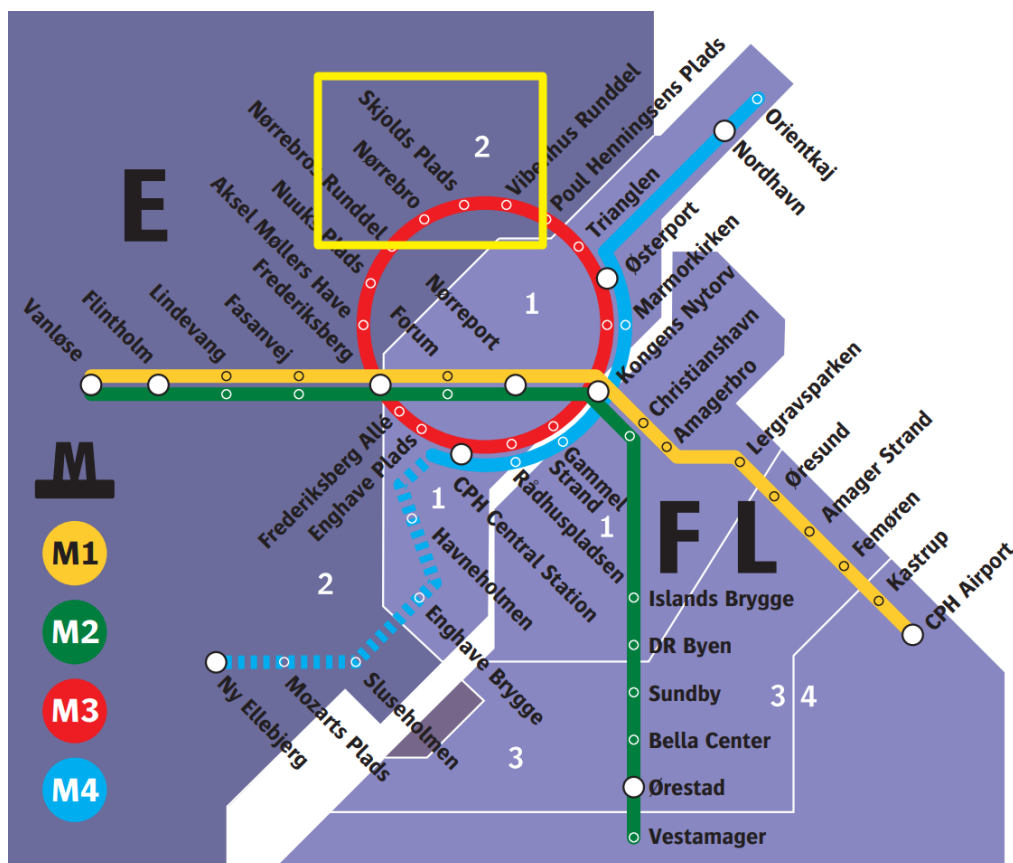 E
F
L
M
M1
M2
M3
M4
Vanløse
Flintholm
Lindevang
Fasanvej
Frederiksberg
Aksel Møllers Have
Nuuks Plads
Nørrebros Runddel
Nørrebro
Skjolds Plads
2
Vibenhus Runddel
Poul Henningsens Plads
Trianglen
Østerport
Nordhavn
Orientkaj
Marmorkirken
Kongens Nytorv
Forum
Nørreport
1
Christianshavn
Amagerbro
Lergravsparken
Øresund
Amager Strand
Femøren
Kastrup
CPH Airport
Frederiksberg Allé
Enghave Plads
CPH Central Station
Rådhuspladsen
Gammel
Strand
1
1
2
Havneholmen
Enghave Brygge
Sluseholmen
Mozarts Plads
Ny Ellebjerg
Islands Brygge
DR Byen
Sundby
Bella Center
Ørestad
Vestamager
3
3 4